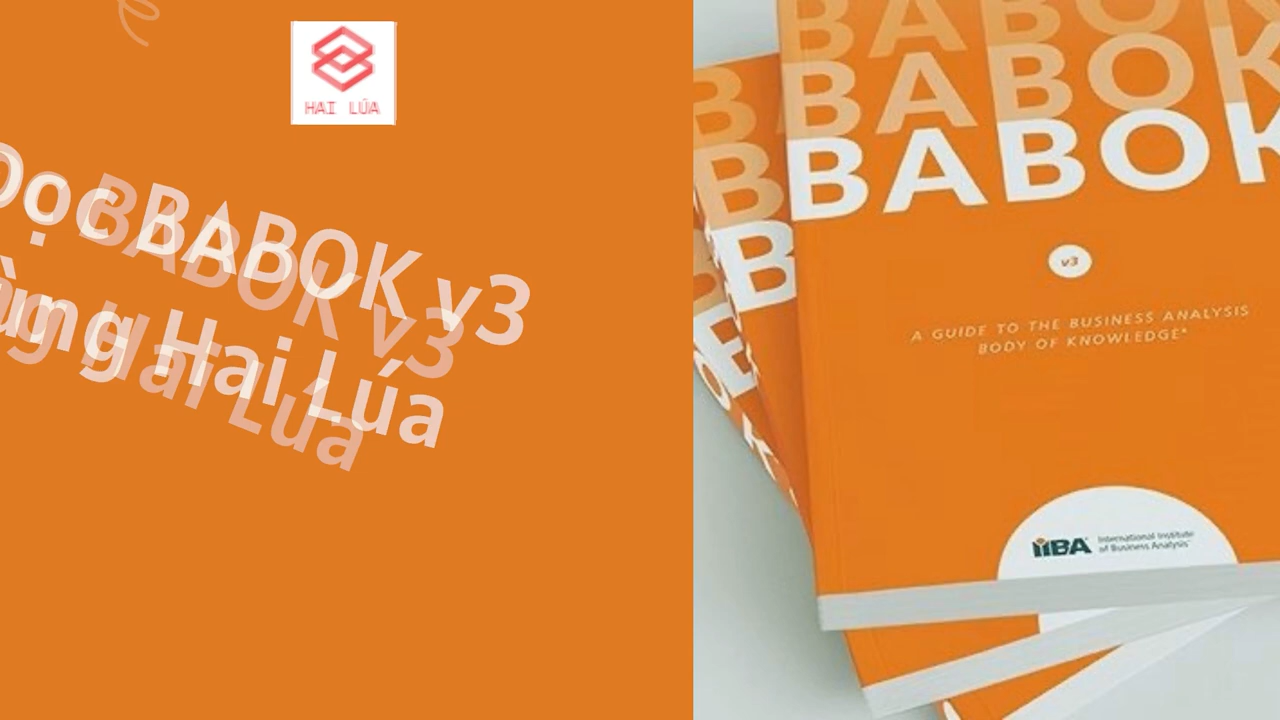 HAI LÚA
Đọc BABOK v3
Cùng Hai Lúa
BABOK
BABOK
BABOK
v3
A GUIDE TO THE BUSINESS ANALYSIS
BODY OF KNOWLEDGE®
iiBA International Institute
of Business Analysis